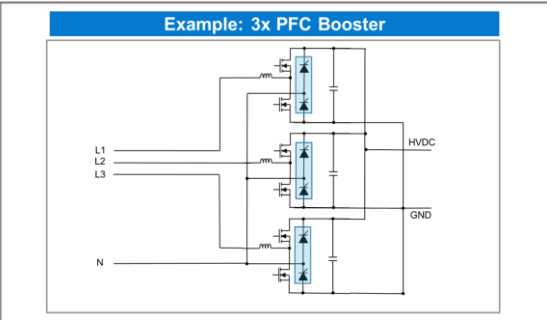 Example: 3x PFC Booster
L1
L2
L3
HVDC
GND
N